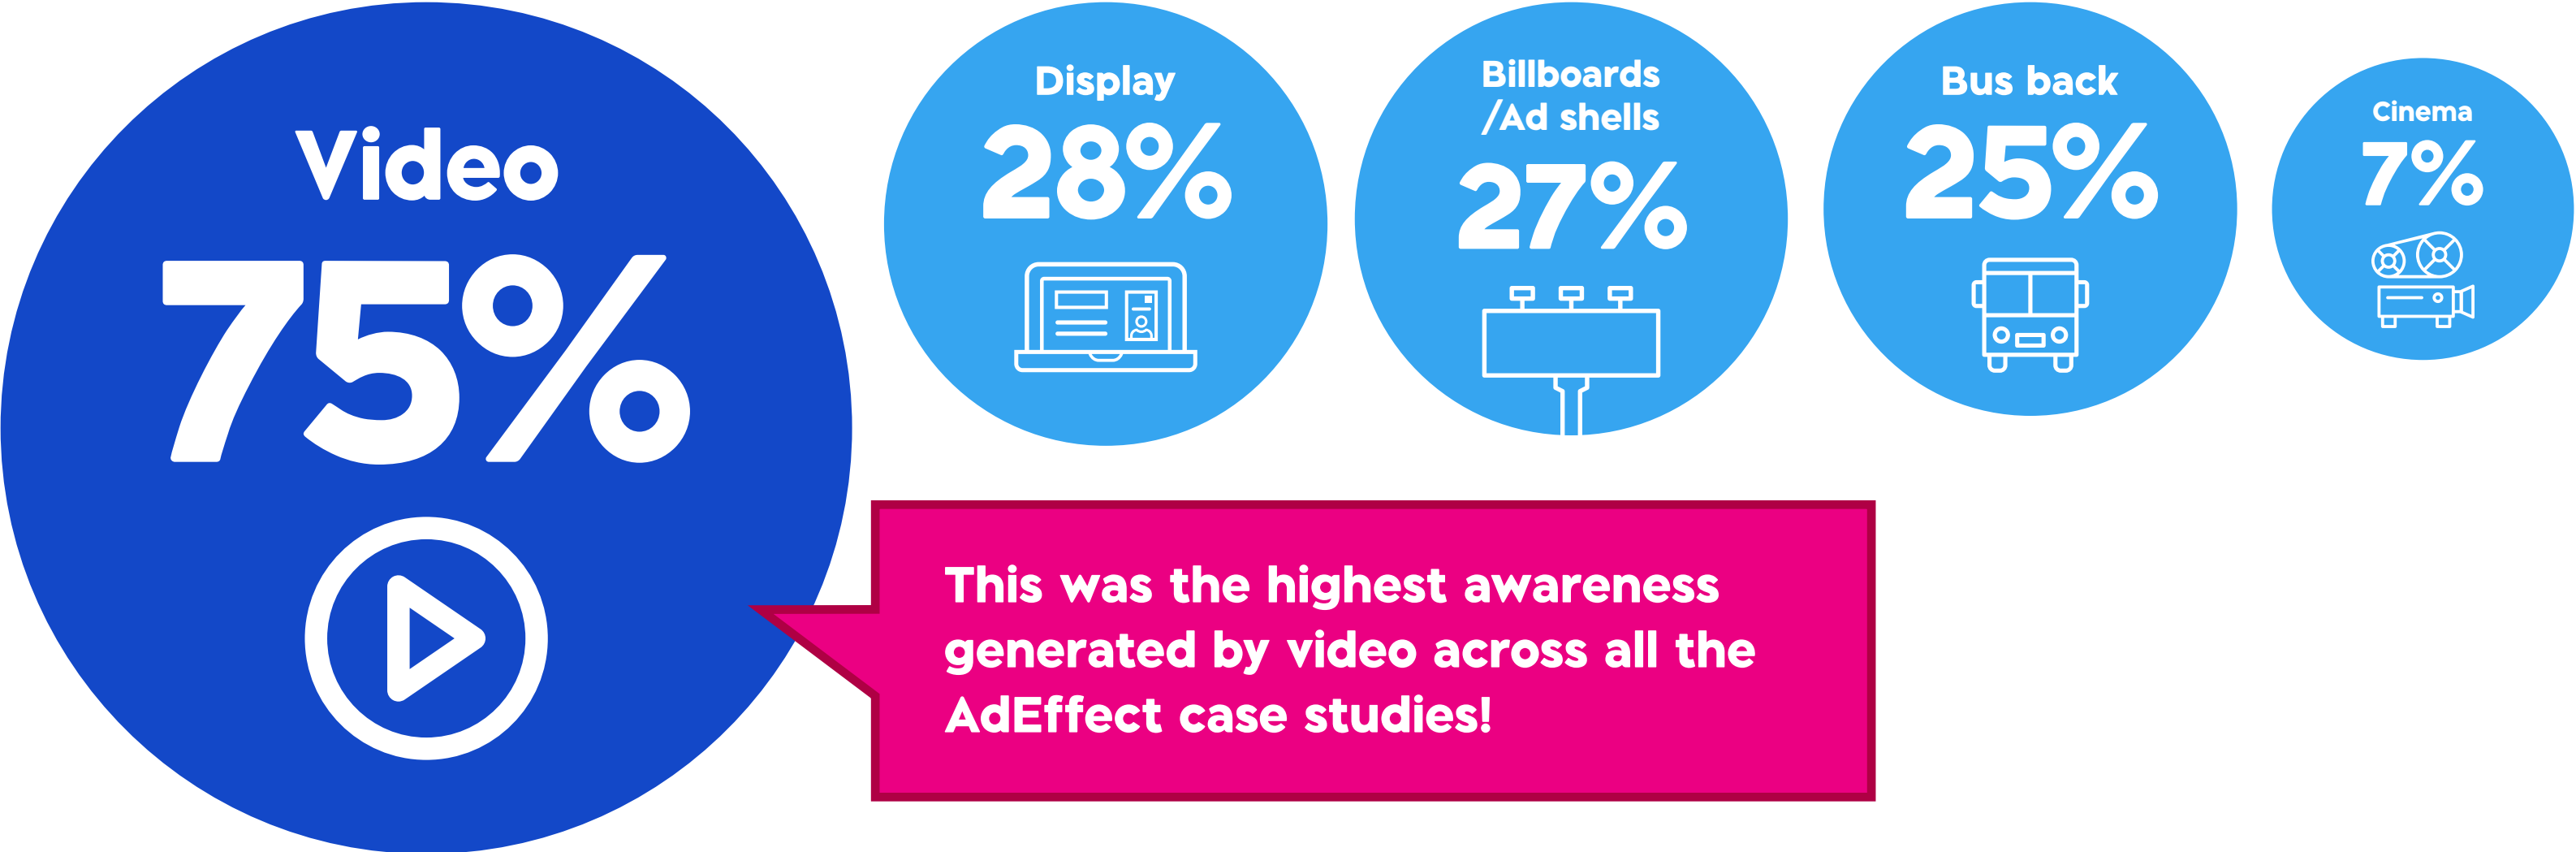 Video
75%
Display
28%
Billboards
/Ad shells
27%
Bus back
25%
Cinema
7%
This was the highest awareness
generated by video across all the
AdEffect case studies!